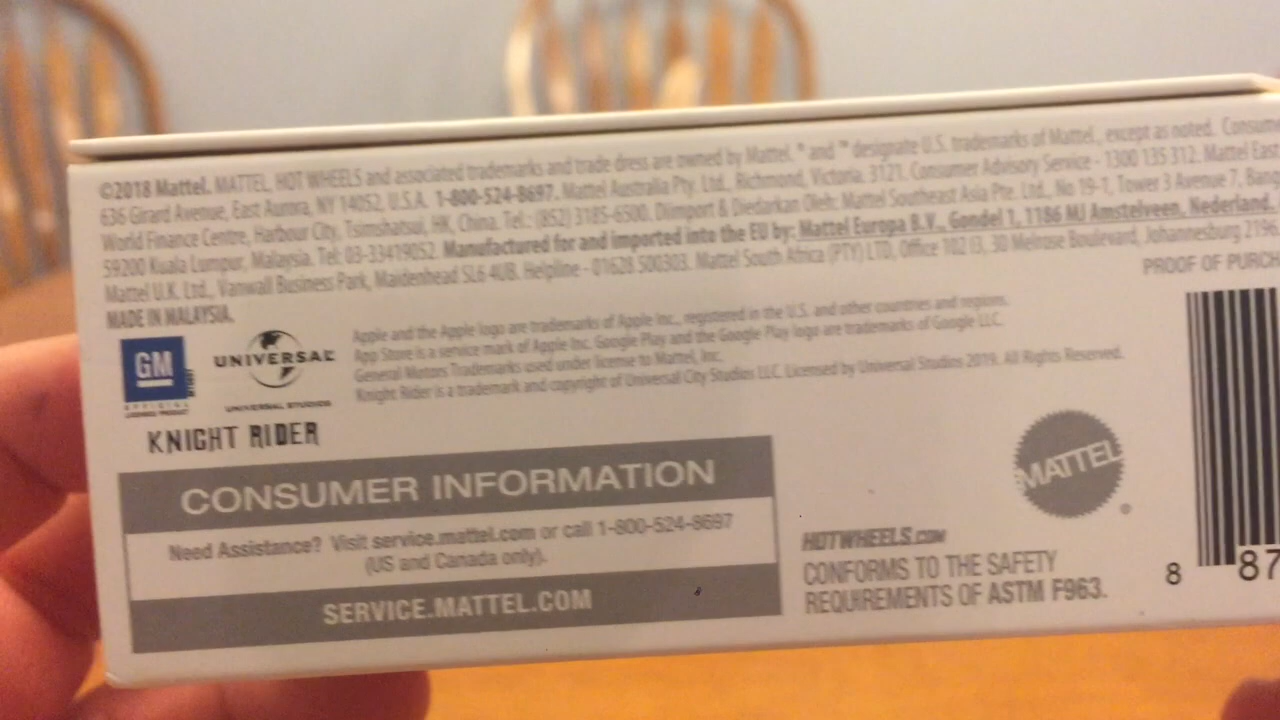 ©2018 Mattel. MATTEL, HOT WHEELS and associated trademarks and trade dress are owned by Mattel. ® and ™ designate U.S. trademarks of Mattel, except as noted. Consum
636 Girard Avenue, East Aurora, NY 14052, U.S.A. 1-800-524-8697. Mattel Australia Pty. Ltd., Richmond, Victoria. 3121. Consumer Advisory Service - 1300 135 312. Mattel East
World Finance Centre, Harbour City, Tsimshatsui, HK, China. Tel.: (852) 3185-6500. Diimport & Diedarkan Oleh: Mattel Southeast Asia Pte. Ltd., No 19-1, Tower 3 Avenue 7, Bang
59200 Kuala Lumpur, Malaysia. Tel: 03-33419052. Manufactured for and imported into the EU by: Mattel Europa B.V., Gondel 1, 1186 MJ Amstelveen, Nederland.
Mattel U.K. Ltd., Vanwall Business Park, Maidenhead SL6 4UB. Helpline - 01628 500303. Mattel South Africa (PTY) LTD, Office 102 I3, 30 Melrose Boulevard, Johannesburg 2196
MADE IN MALAYSIA.
PROOF OF PURCH
Apple and the Apple logo are trademarks of Apple Inc., registered in the U.S. and other countries and regions.
App Store is a service mark of Apple Inc. Google Play and the Google Play logo are trademarks of Google LLC.
General Motors Trademarks used under license to Mattel, Inc.
Knight Rider is a trademark and copyright of Universal City Studios LLC. Licensed by Universal Studios 2019. All Rights Reserved.
GM
OFFICIAL
LICENSED PRODUCT
UNIVERSAL
UNIVERSAL STUDIOS
KNIGHT RIDER
CONSUMER INFORMATION
Need Assistance? Visit service.mattel.com or call 1-800-524-8697
(US and Canada only).
SERVICE.MATTEL.COM
MATTEL
®
HOTWHEELS.COM
CONFORMS TO THE SAFETY
REQUIREMENTS OF ASTM F963.
8 87